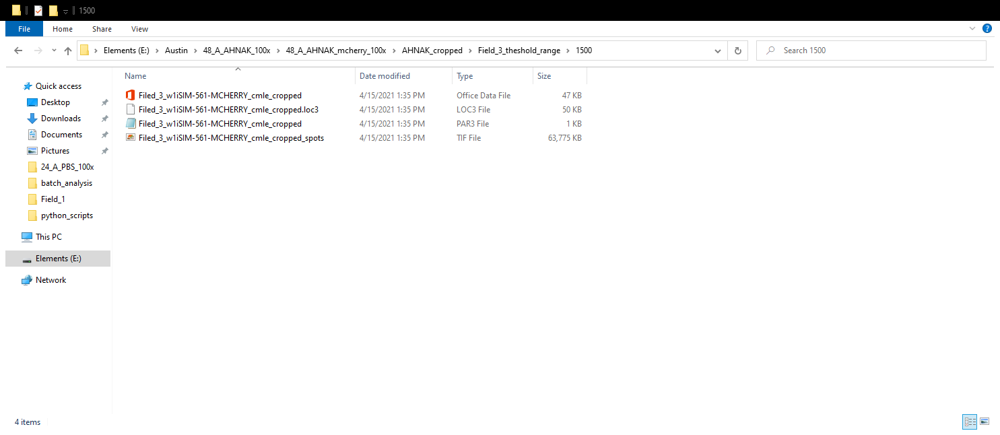 1500
File Home Share View
Elements (E:) Austin 48_A_AHNAK_100x 48_A_AHNAK_mcherry_100x AHNAK_cropped Field_3_theshold_range 1500 Search 1500
Name Date modified Type Size
Quick access
Desktop
Downloads
Documents
Pictures
24_A_PBS_100x
batch_analysis
Field_1
python_scripts
This PC
Elements (E:)
Network
Filed_3_w1iSIM-561-MCHERRY_cmle_cropped 4/15/2021 1:35 PM Office Data File 47 KB
Filed_3_w1iSIM-561-MCHERRY_cmle_cropped.loc3 4/15/2021 1:35 PM LOC3 File 50 KB
Filed_3_w1iSIM-561-MCHERRY_cmle_cropped 4/15/2021 1:35 PM PAR3 File 1 KB
Filed_3_w1iSIM-561-MCHERRY_cmle_cropped_spots 4/15/2021 1:35 PM TIF File 63,775 KB
4 items